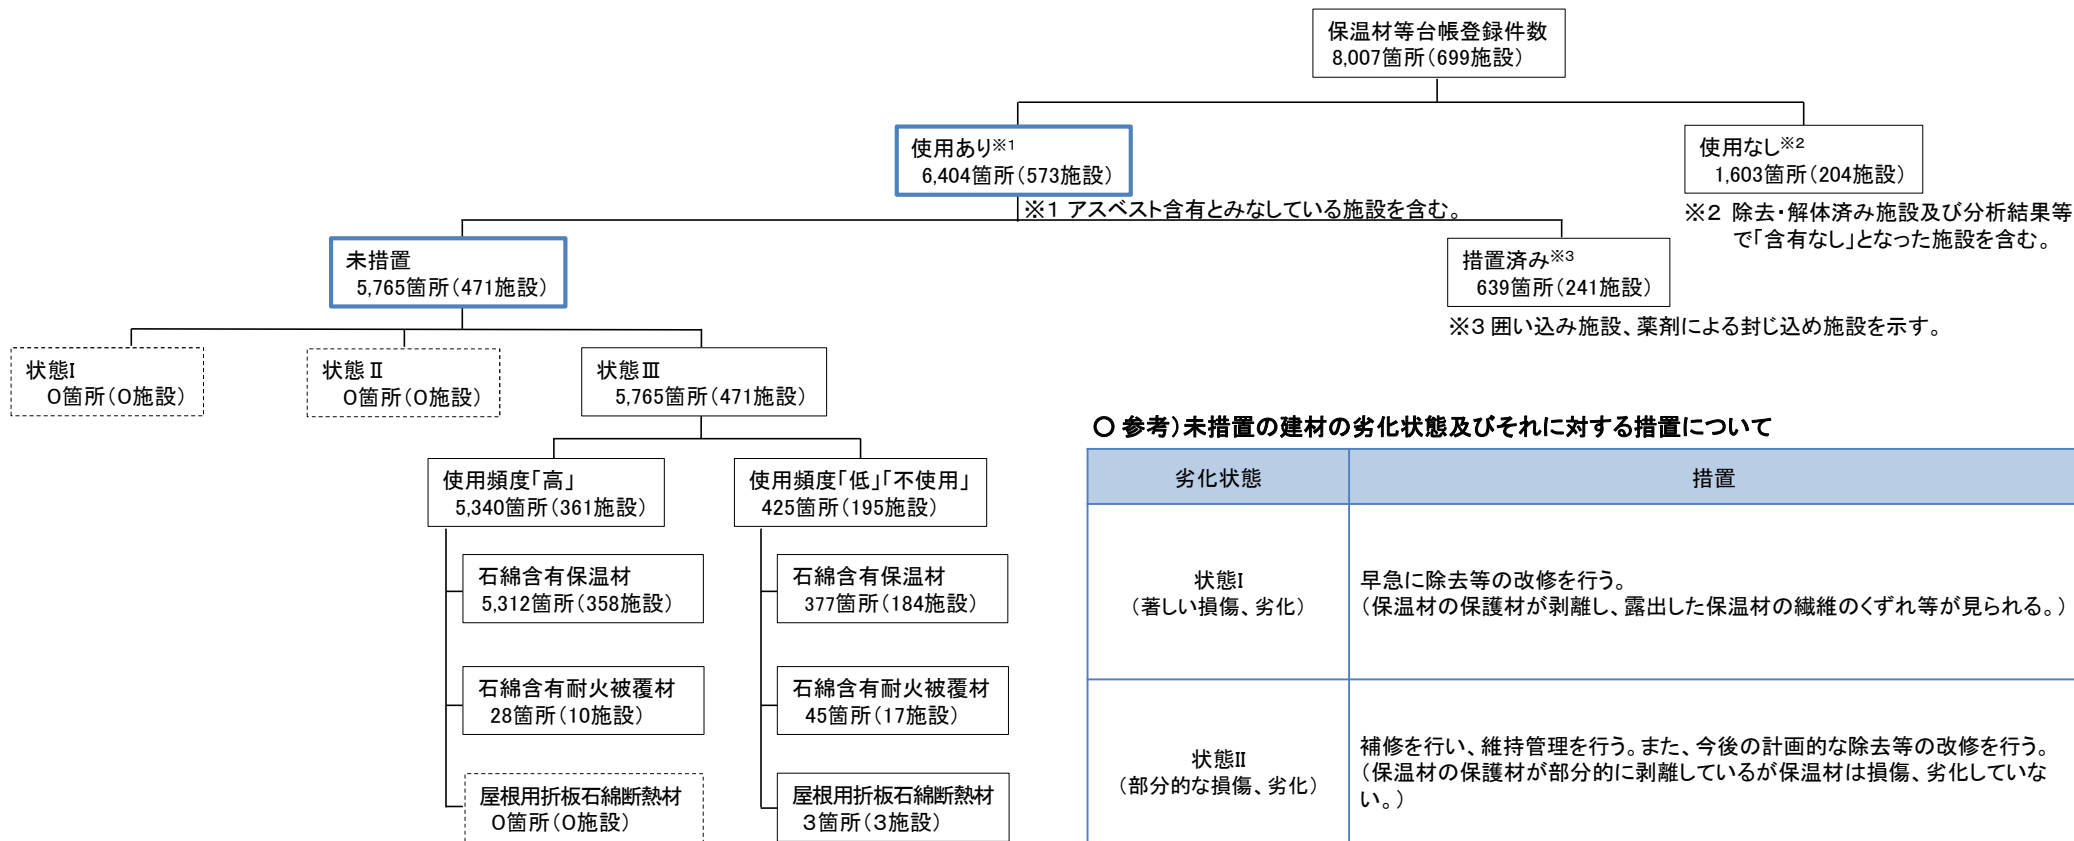 保温材等台帳登録件数
8,007箇所(699施設)
使用あり※1
6,404箇所(573施設)
使用なし※2
1,603箇所(204施設)
※1 アスベスト含有とみなしている施設を含む。
※2 除去・解体済み施設及び分析結果等
で「含有なし」となった施設を含む。
未措置
5,765箇所(471施設)
措置済み※3
639箇所(241施設)
※3 囲い込み施設、薬剤による封じ込め施設を示す。
状態Ⅰ
0箇所(0施設)
状態Ⅱ
0箇所(0施設)
状態Ⅲ
5,765箇所(471施設)
使用頻度「高」
5,340箇所(361施設)
使用頻度「低」「不使用」
425箇所(195施設)
石綿含有保温材
5,312箇所(358施設)
石綿含有保温材
377箇所(184施設)
石綿含有耐火被覆材
28箇所(10施設)
石綿含有耐火被覆材
45箇所(17施設)
屋根用折板石綿断熱材
0箇所(0施設)
屋根用折板石綿断熱材
3箇所(3施設)
○ 参考)未措置の建材の劣化状態及びそれに対する措置について
劣化状態
措置
状態Ⅰ
(著しい損傷、劣化)
早急に除去等の改修を行う。
(保温材の保護材が剥離し、露出した保温材の繊維のくずれ等が見られる。)
状態Ⅱ
(部分的な損傷、劣化)
補修を行い、維持管理を行う。また、今後の計画的な除去等の改修を行う。
(保温材の保護材が部分的に剥離しているが保温材は損傷、劣化していな
い。)